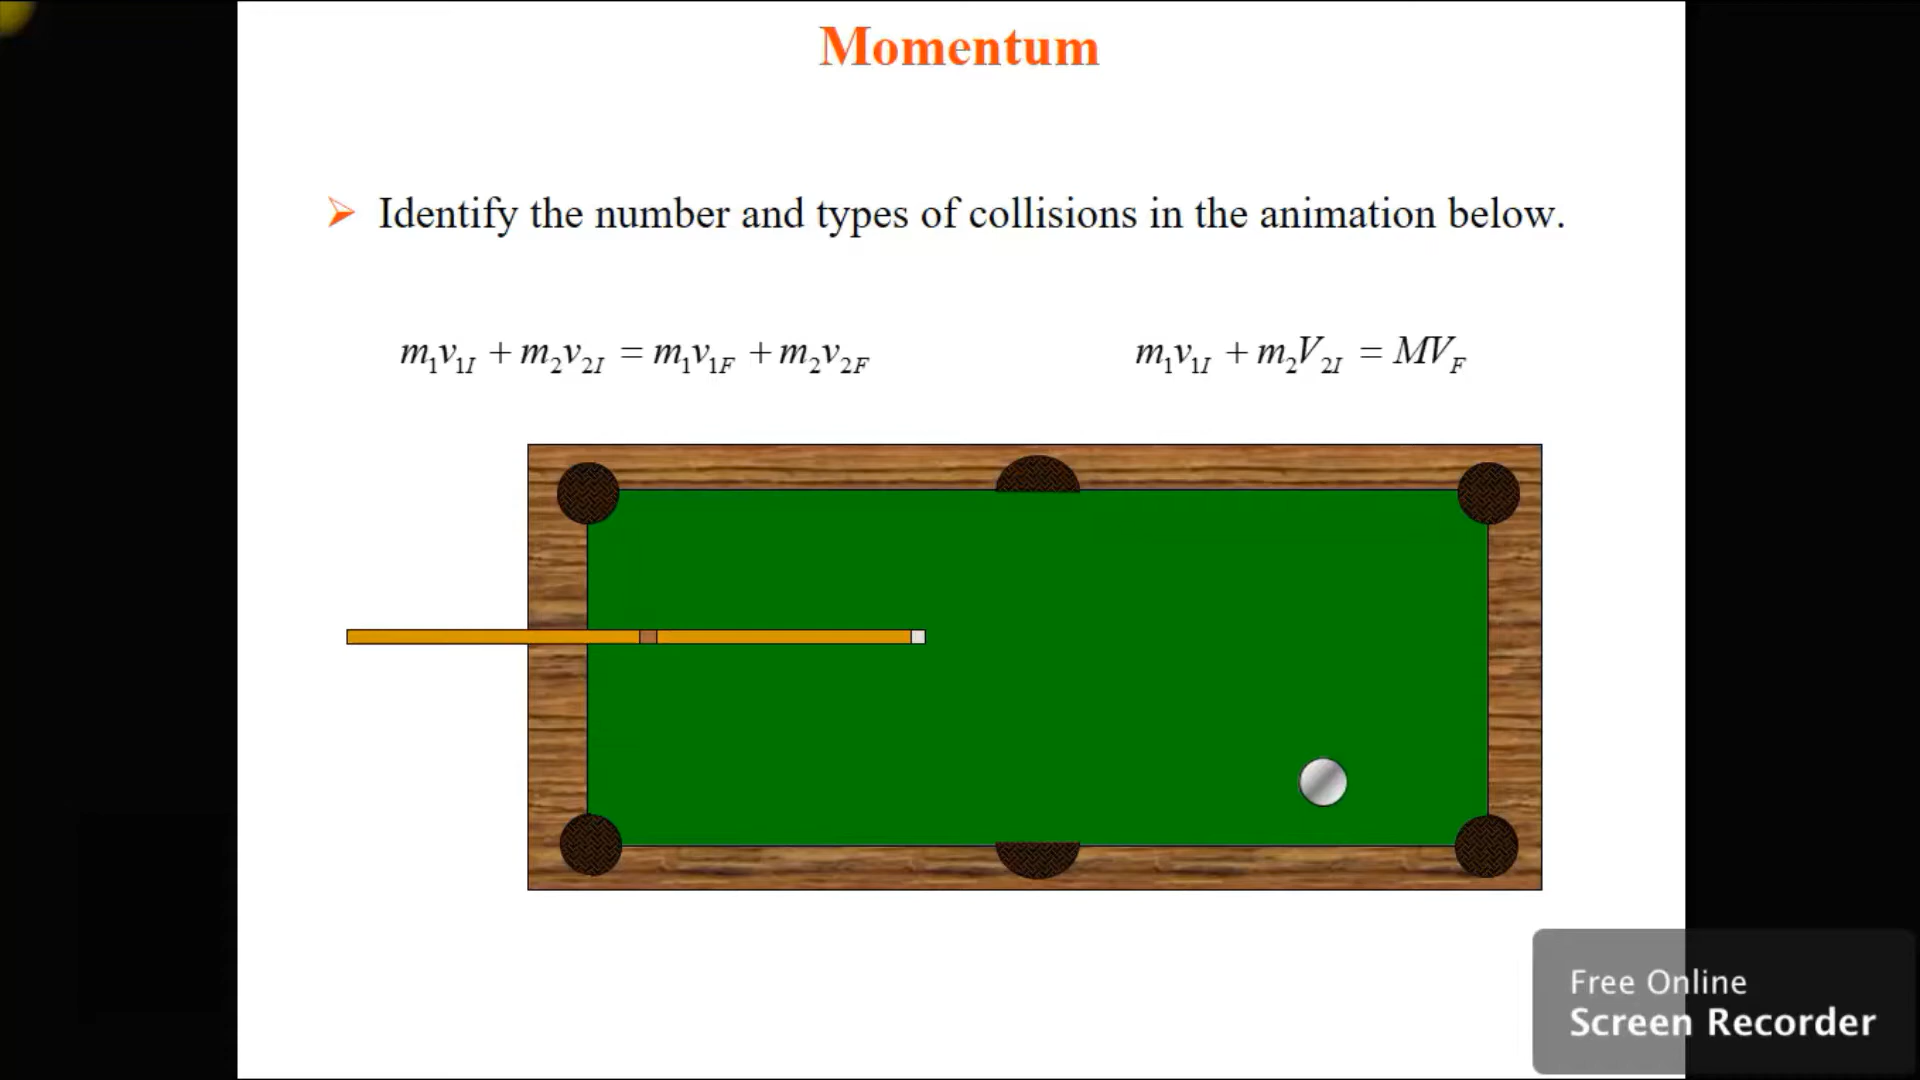 Momentum
Identify the number and types of collisions in the animation below.
m₁v₁I + m₂v₂I = m₁v₁F + m₂v₂F
m₁v₁I + m₂V₂I = MVF
Free Online
Screen Recorder